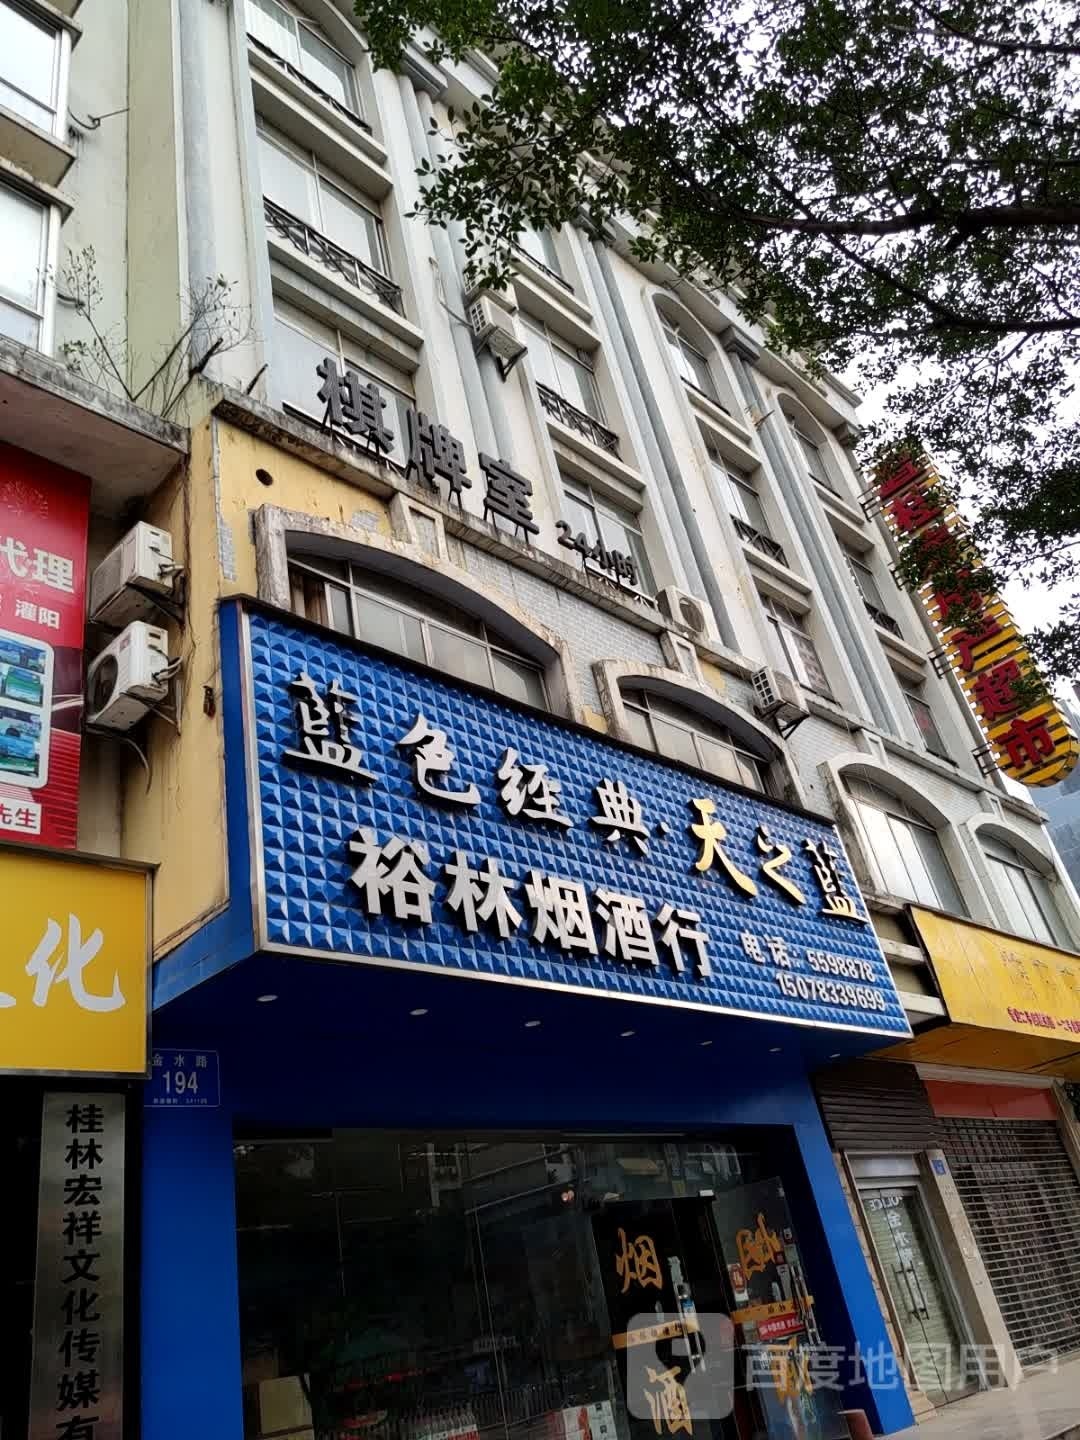 棋牌室
24小时
代理
灌阳
先生
超市
藍色经典·天之藍
裕林烟酒行
电话：5598878
15078339699
化
金水路
194
桂林宏祥文化传媒有
烟
酒
百度地图用户